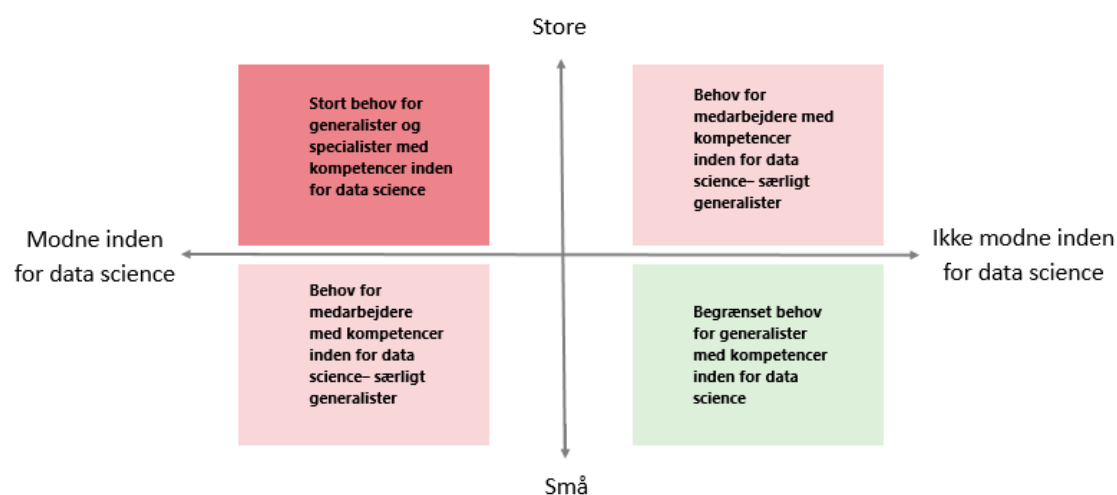 Store
Stort behov for
generalister og
specialister med
kompetencer inden
for data science
Behov for
medarbejdere med
kompetencer
inden for data
science– særligt
generalister
Modne inden
for data science
Ikke modne inden
for data science
Behov for
medarbejdere
med kompetencer
inden for data
science– særligt
generalister
Begrænset behov
for generalister
med kompetencer
inden for data
science
Små